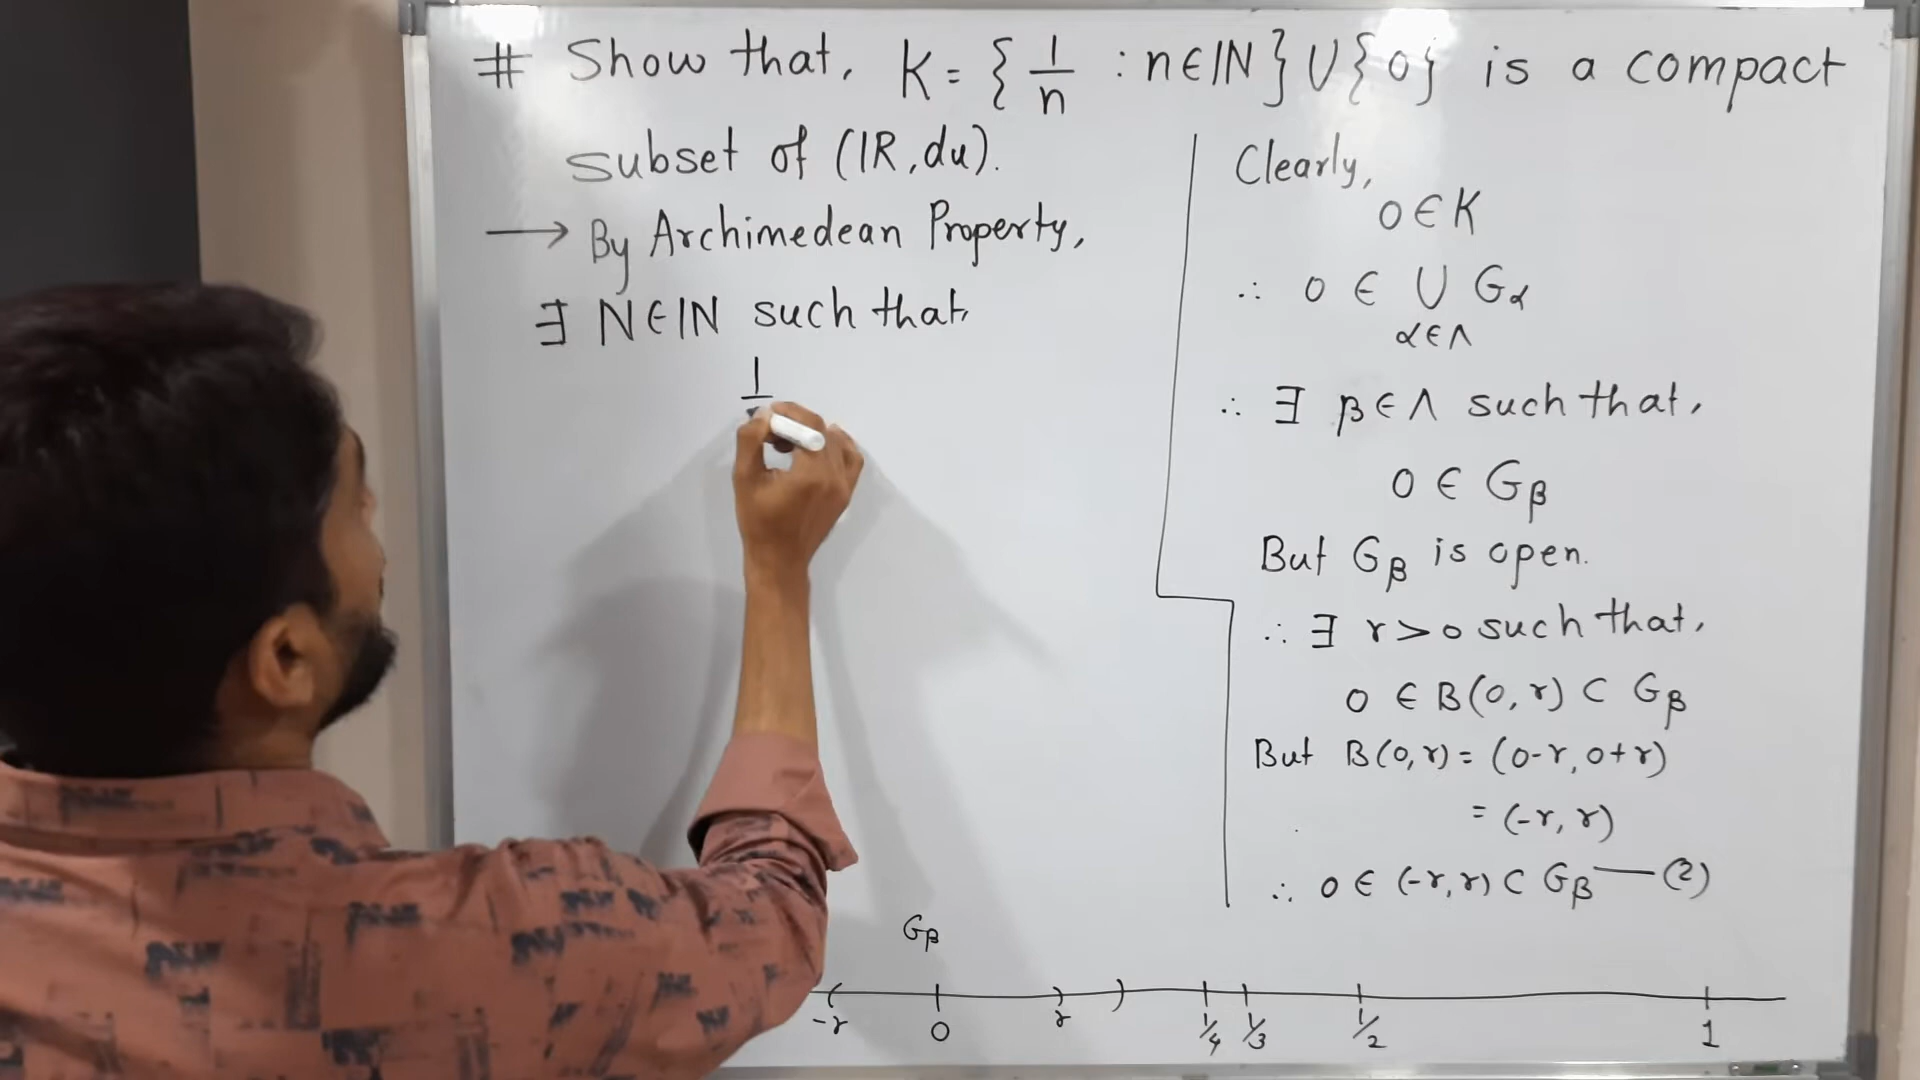 # Show that, K = { 1/n : n ∈ IN } ∪ {0} is a compact
subset of (IR, du).
→ By Archimedean Property,
∃ N ∈ IN such that,
1
Clearly,
0 ∈ K
∴ 0 ∈ ∪ Gα
α ∈ Λ
∴ ∃ β ∈ Λ such that,
0 ∈ Gβ
But Gβ is open.
∴ ∃ r > 0 such that,
0 ∈ B(0, r) ⊂ Gβ
But B(0, r) = (0-r, 0+r)
= (-r, r)
∴ 0 ∈ (-r, r) ⊂ Gβ — (2)
Gβ
-r 0 r 1/4 1/3 1/2 1